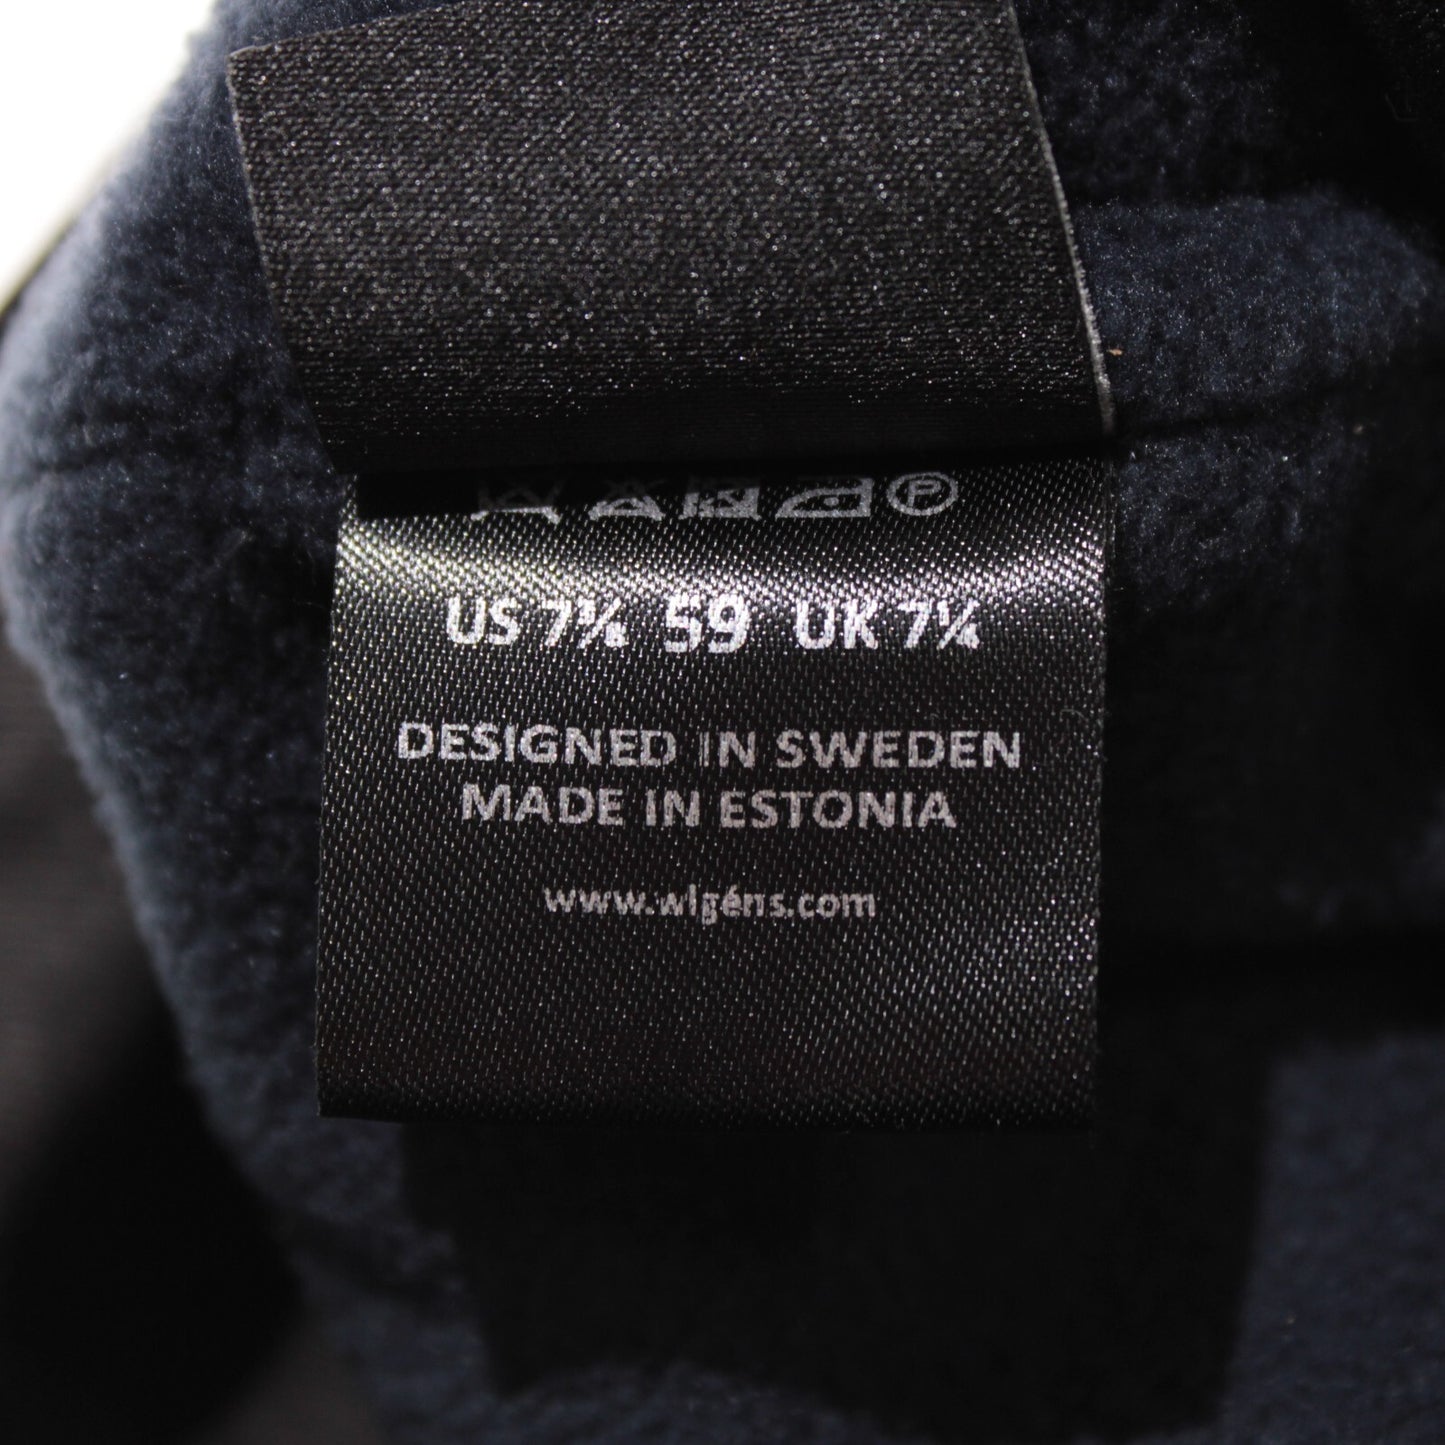 P
US 7⅜ 59 UK 7¼
DESIGNED IN SWEDEN
MADE IN ESTONIA
www.wigéns.com